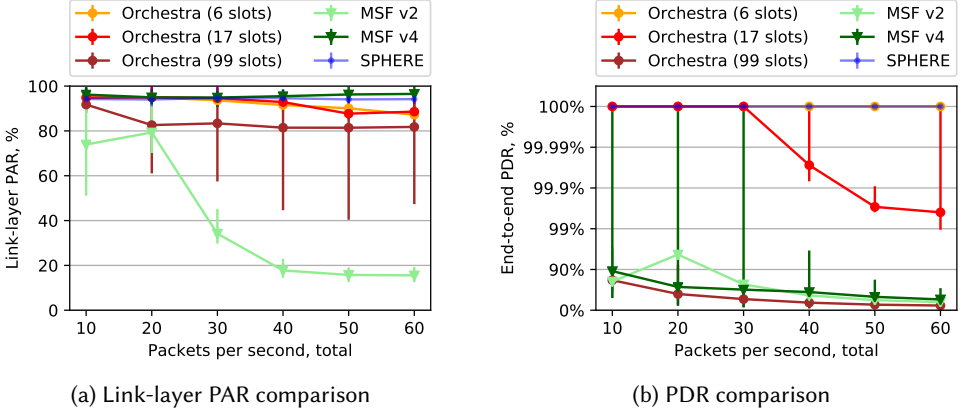 Orchestra (6 slots)
Orchestra (17 slots)
Orchestra (99 slots)
MSF v2
MSF v4
SPHERE
100
80
60
40
20
0
Link-layer PAR, %
10 20 30 40 50 60
Packets per second, total
(a) Link-layer PAR comparison
Orchestra (6 slots)
Orchestra (17 slots)
Orchestra (99 slots)
MSF v2
MSF v4
SPHERE
100%
99.99%
99.9%
99%
90%
0%
End-to-end PDR, %
10 20 30 40 50 60
Packets per second, total
(b) PDR comparison